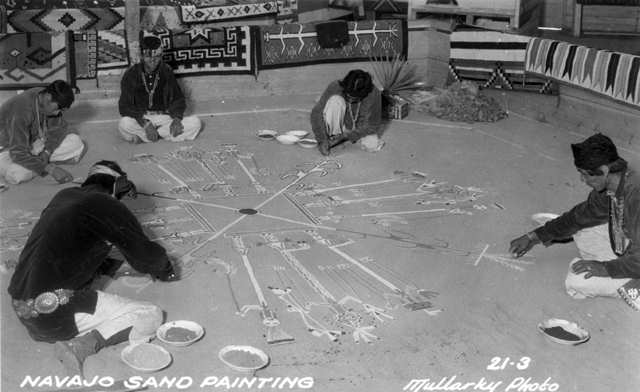 NAVAJO SAND PAINTING
21-3
Mullarky Photo